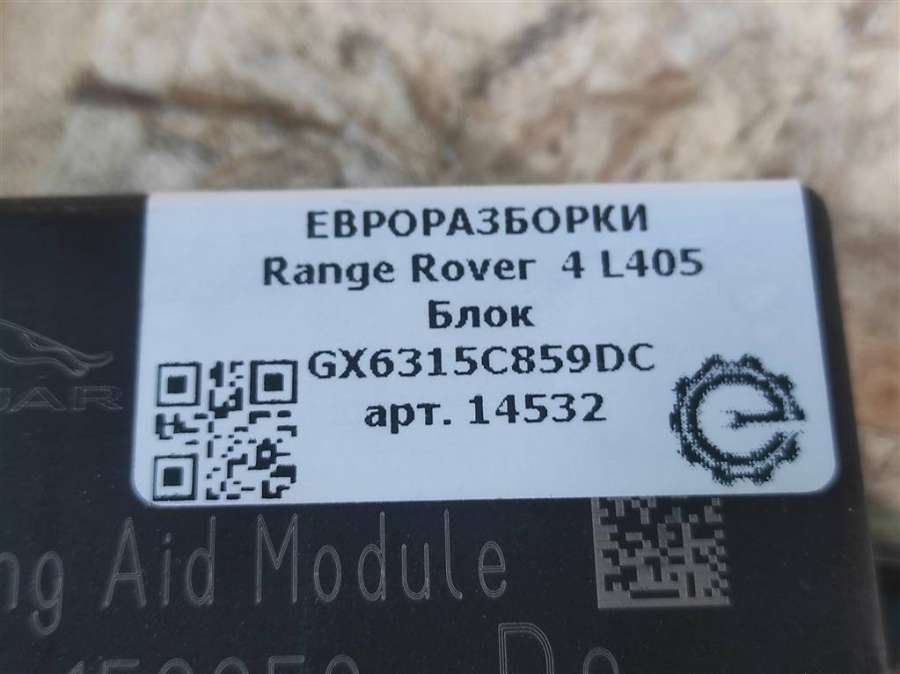 ЕВРОРАЗБОРКИ
Range Rover 4 L405
Блок
GX6315C859DC
арт. 14532
Aid Module